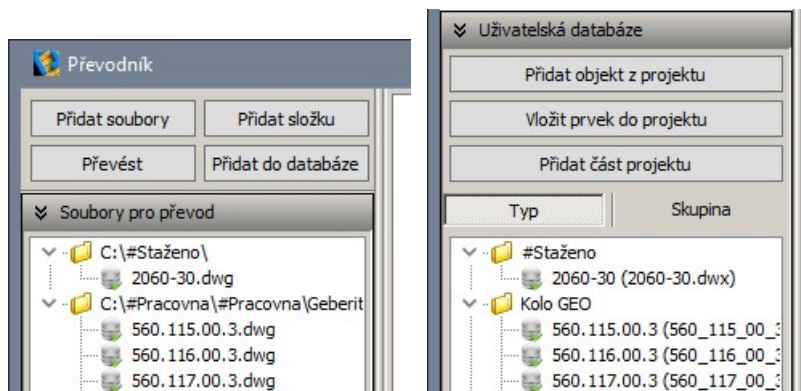 Převodník
Přidat soubory
Přidat složku
Převést
Přidat do databáze
Soubory pro převod
C:\#Staženo\
2060-30.dwg
C:\#Pracovna\#Pracovna\Geberit
560.115.00.3.dwg
560.116.00.3.dwg
560.117.00.3.dwg
Uživatelská databáze
Přidat objekt z projektu
Vložit prvek do projektu
Přidat část projektu
Typ
Skupina
#Staženo
2060-30 (2060-30.dwx)
Kolo GEO
560.115.00.3 (560_115_00_3
560.116.00.3 (560_116_00_3
560.117.00.3 (560_117_00_3